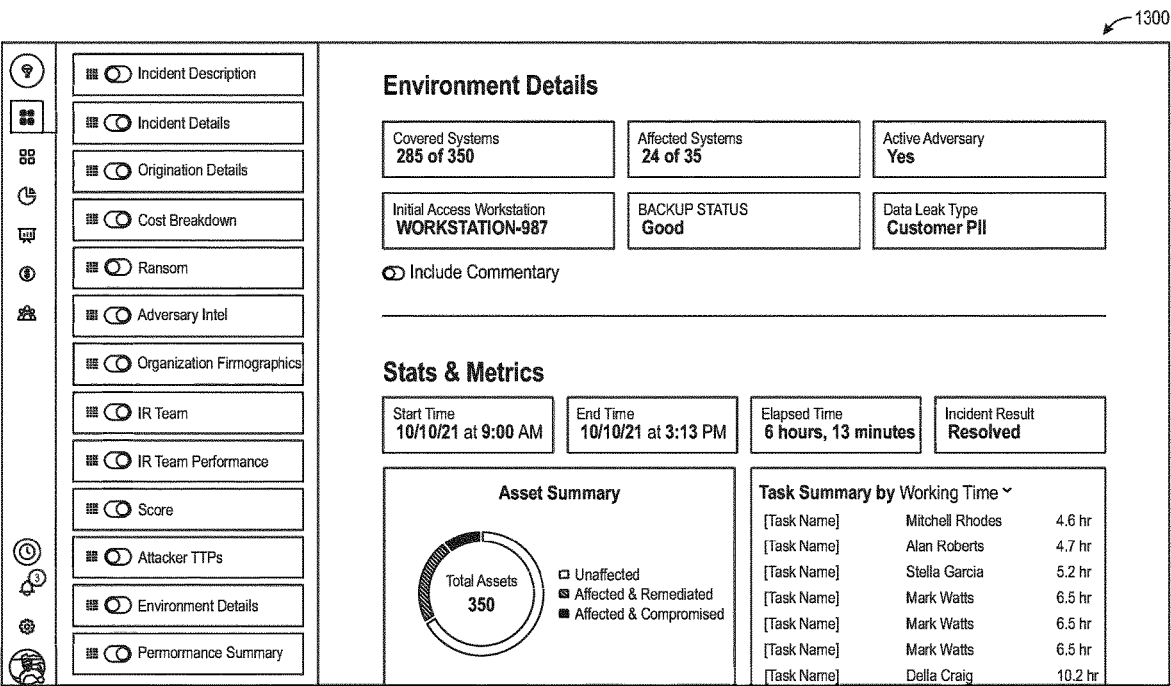 1300
Incident Description
Incident Details
Origination Details
Cost Breakdown
Ransom
Adversary Intel
Organization Firmographics
IR Team
IR Team Performance
Score
Attacker TTPs
Environment Details
Permormance Summary
3
Environment Details
Covered Systems
285 of 350
Affected Systems
24 of 35
Active Adversary
Yes
Initial Access Workstation
WORKSTATION-987
BACKUP STATUS
Good
Data Leak Type
Customer PII
Include Commentary
Stats & Metrics
Start Time
10/10/21 at 9:00 AM
End Time
10/10/21 at 3:13 PM
Elapsed Time
6 hours, 13 minutes
Incident Result
Resolved
Asset Summary
Total Assets
350
Unaffected
Affected & Remediated
Affected & Compromised
Task Summary by Working Time
[Task Name] Mitchell Rhodes 4.6 hr
[Task Name] Alan Roberts 4.7 hr
[Task Name] Stella Garcia 5.2 hr
[Task Name] Mark Watts 6.5 hr
[Task Name] Mark Watts 6.5 hr
[Task Name] Mark Watts 6.5 hr
[Task Name] Della Craig 10.2 hr